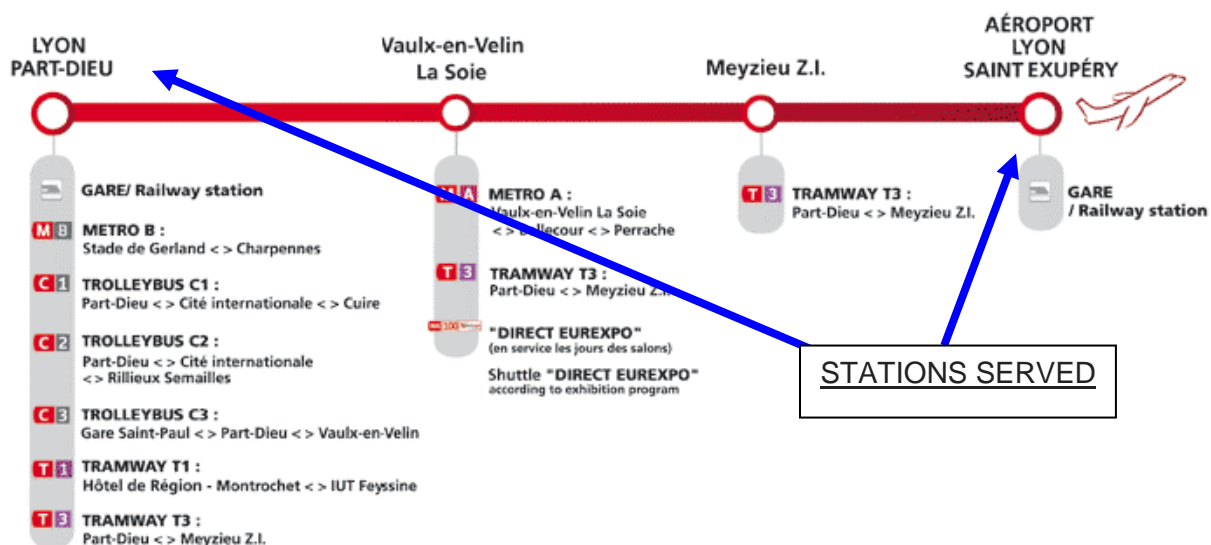 LYON
PART-DIEU
Vaulx-en-Velin
La Soie
Meyzieu Z.I.
AÉROPORT
LYON
SAINT EXUPÉRY
GARE/ Railway station
M B METRO B :
Stade de Gerland < > Charpennes
C 1 TROLLEYBUS C1 :
Part-Dieu < > Cité internationale < > Cuire
C 2 TROLLEYBUS C2 :
Part-Dieu < > Cité internationale
< > Rillieux Semailles
C 3 TROLLEYBUS C3 :
Gare Saint-Paul < > Part-Dieu < > Vaulx-en-Velin
T 1 TRAMWAY T1 :
Hôtel de Région - Montrochet < > IUT Feyssine
T 3 TRAMWAY T3 :
Part-Dieu < > Meyzieu Z.I.
M A METRO A :
Vaulx-en-Velin La Soie
< > Bellecour < > Perrache
T 3 TRAMWAY T3 :
Part-Dieu < > Meyzieu Z.I.
100
"DIRECT EUREXPO"
(en service les jours des salons)
Shuttle "DIRECT EUREXPO"
according to exhibition program
T 3 TRAMWAY T3 :
Part-Dieu < > Meyzieu Z.I.
GARE
/ Railway station
STATIONS SERVED